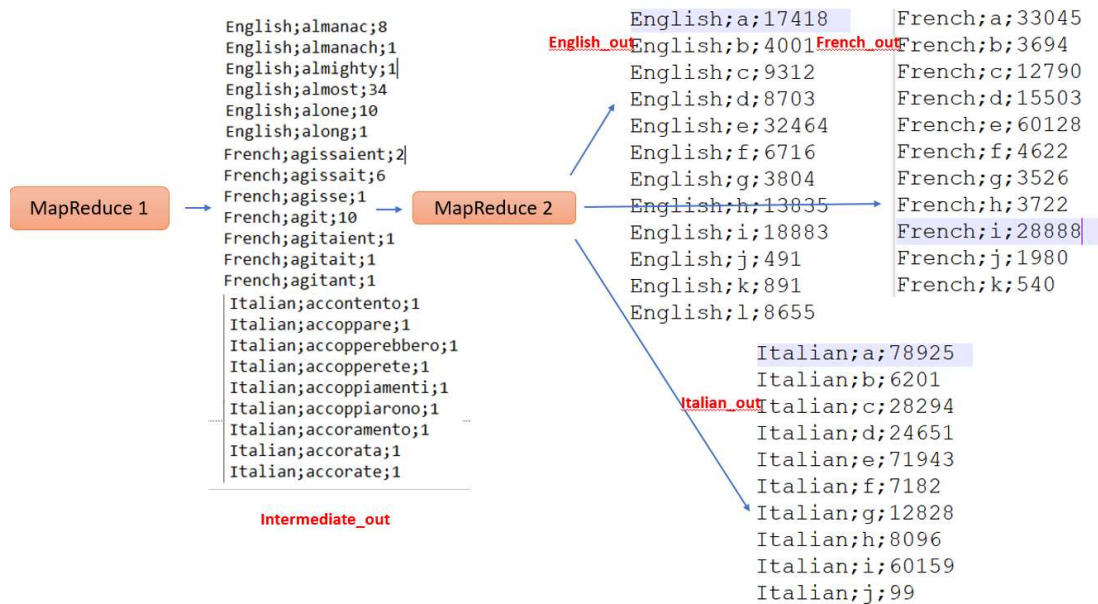 MapReduce 1
English;almanac;8
English;almanach;1
English;almighty;1
English;almost;34
English;alone;10
English;along;1
French;agissaient;2
French;agissait;6
French;agisse;1
French;agit;10
French;agitaient;1
French;agitait;1
French;agitant;1
Italian;accontento;1
Italian;accoppare;1
Italian;accopperebbero;1
Italian;accopperete;1
Italian;accoppiamenti;1
Italian;accoppiarono;1
Italian;accoramento;1
Italian;accorata;1
Italian;accorate;1
Intermediate_out
MapReduce 2
English_out
English;a;17418
English;b;4001
English;c;9312
English;d;8703
English;e;32464
English;f;6716
English;g;3804
English;h;13835
English;i;18883
English;j;491
English;k;891
English;l;8655
French_out
French;a;33045
French;b;3694
French;c;12790
French;d;15503
French;e;60128
French;f;4622
French;g;3526
French;h;3722
French;i;28888
French;j;1980
French;k;540
Italian_out
Italian;a;78925
Italian;b;6201
Italian;c;28294
Italian;d;24651
Italian;e;71943
Italian;f;7182
Italian;g;12828
Italian;h;8096
Italian;i;60159
Italian;j;99